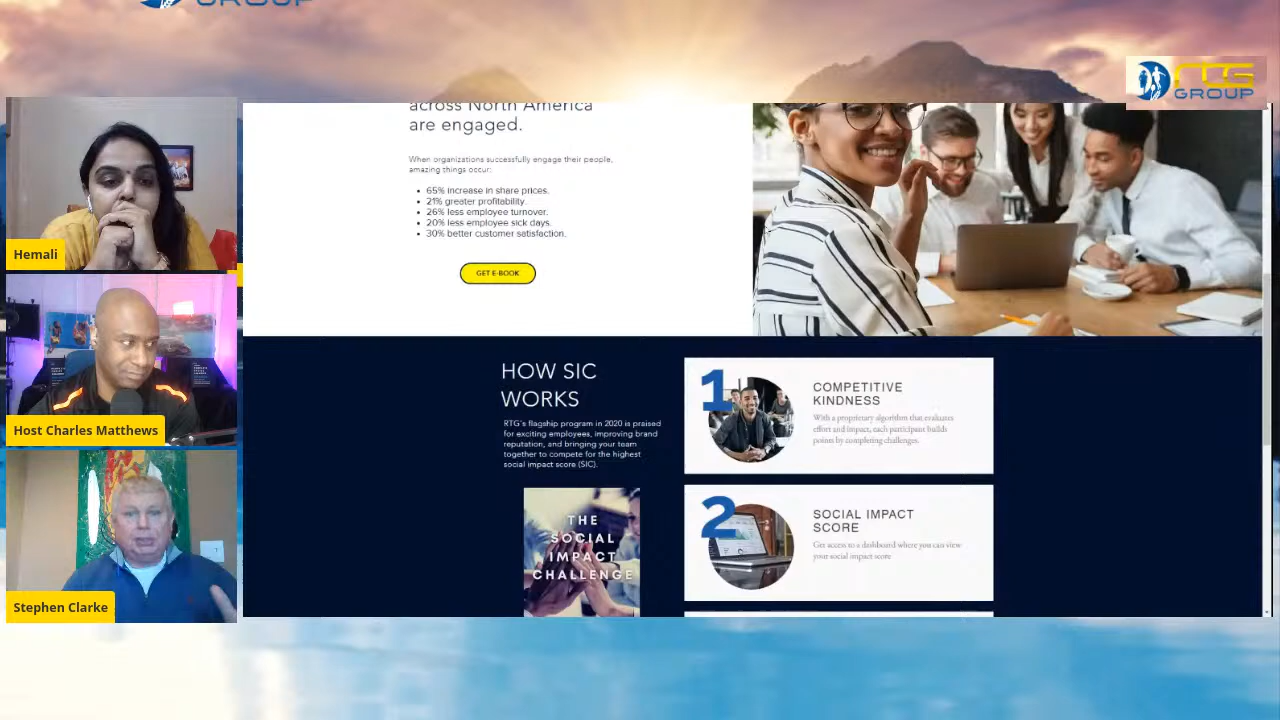 GROUP
RTG
GROUP
Hemali
Host Charles Matthews
Stephen Clarke
across North America
are engaged.
When organizations successfully engage their people,
amazing things occur:
• 65% increase in share prices.
• 21% greater profitability.
• 26% less employee turnover.
• 20% less employee sick days.
• 30% better customer satisfaction.
GET E-BOOK
HOW SIC
WORKS
RTG's flagship program in 2020 is praised
for exciting employees, improving brand
reputation, and bringing your team
together to compete for the highest
social impact score (SIC).
THE
SOCIAL
IMPACT
CHALLENGE
1
COMPETITIVE
KINDNESS
With a proprietary algorithm that evaluates
effort and impact, each participant builds
points by completing challenges.
2
SOCIAL IMPACT
SCORE
Get access to a dashboard where you can view
your social impact score